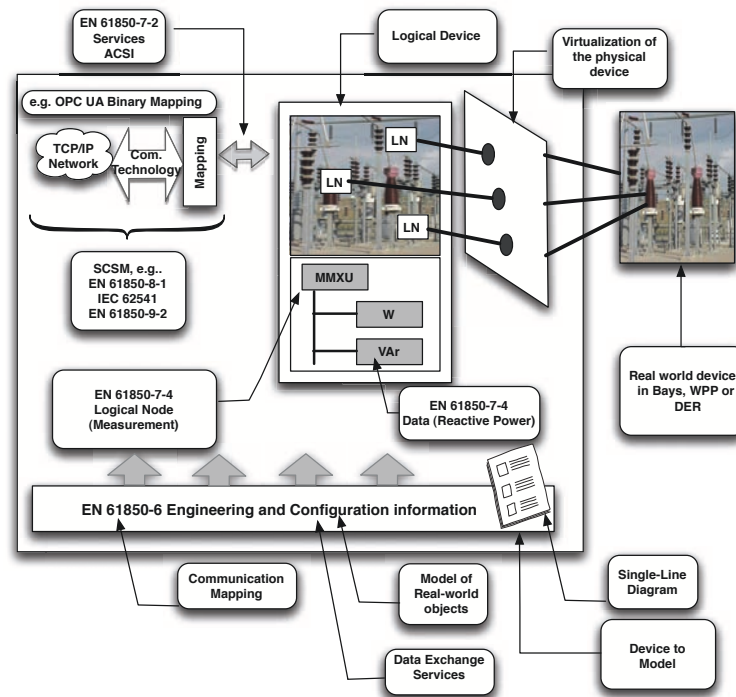 EN 61850-7-2
Services
ACSI
Logical Device
Virtualization of
the physical
device
e.g. OPC UA Binary Mapping
TCP/IP
Network
Com.
Technology
Mapping
LN
LN
LN
SCSM, e.g..
EN 61850-8-1
IEC 62541
EN 61850-9-2
MMXU
W
VAr
EN 61850-7-4
Logical Node
(Measurement)
EN 61850-7-4
Data (Reactive Power)
Real world device
in Bays, WPP or
DER
EN 61850-6 Engineering and Configuration information
Communication
Mapping
Model of
Real-world
objects
Single-Line
Diagram
Data Exchange
Services
Device to
Model